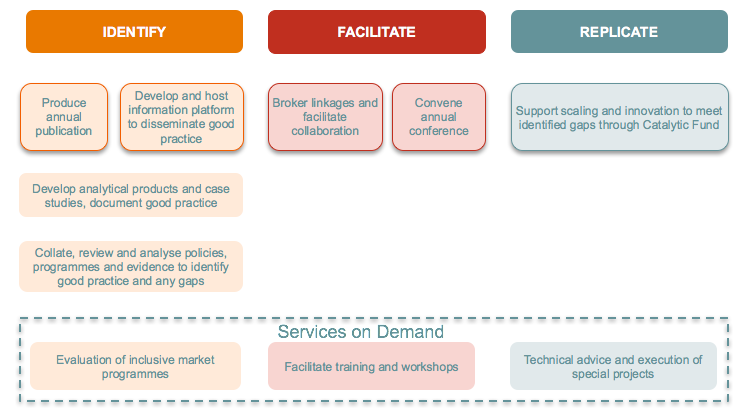 IDENTIFY
FACILITATE
REPLICATE
Produce
annual
publication
Develop and host
information platform
to disseminate good
practice
Broker linkages and
facilitate
collaboration
Convene
annual
conference
Support scaling and innovation to meet
identified gaps through Catalytic Fund
Develop analytical products and case
studies, document good practice
Collate, review and analyse policies,
programmes and evidence to identify
good practice and any gaps
Services on Demand
Evaluation of inclusive market
programmes
Facilitate training and workshops
Technical advice and execution of
special projects